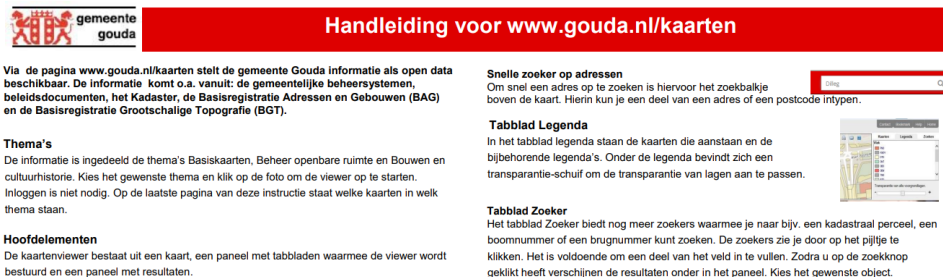 gemeente
gouda
Handleiding voor www.gouda.nl/kaarten
Via de pagina www.gouda.nl/kaarten stelt de gemeente Gouda informatie als open data
beschikbaar. De informatie komt o.a. vanuit: de gemeentelijke beheersystemen,
beleidsdocumenten, het Kadaster, de Basisregistratie Adressen en Gebouwen (BAG)
en de Basisregistratie Grootschalige Topografie (BGT).
Thema's
De informatie is ingedeeld de thema's Basiskaarten, Beheer openbare ruimte en Bouwen en
cultuurhistorie. Kies het gewenste thema en klik op de foto om de viewer op te starten.
Inloggen is niet nodig. Op de laatste pagina van deze instructie staat welke kaarten in welk
thema staan.
Hoofdelementen
De kaartenviewer bestaat uit een kaart, een paneel met tabbladen waarmee de viewer wordt
bestuurd en een paneel met resultaten.
Snelle zoeker op adressen
Om snel een adres op te zoeken is hiervoor het zoekbalkje
boven de kaart. Hierin kun je een deel van een adres of een postcode intypen.
Tabblad Legenda
In het tabblad legenda staan de kaarten die aanstaan en de
bijbehorende legenda's. Onder de legenda bevindt zich een
transparantie-schuif om de transparantie van lagen aan te passen.
Kaarten Legenda Zoeken
Tabblad Zoeker
Het tabblad Zoeker biedt nog meer zoekers waarmee je naar bijv. een kadastraal perceel, een
boomnummer of een brugnummer kunt zoeken. De zoekers zie je door op het pijltje te
klikken. Het is voldoende om een deel van het veld in te vullen. Zodra u op de zoekknop
geklikt heeft verschijnen de resultaten onder in het paneel. Kies het gewenste object.